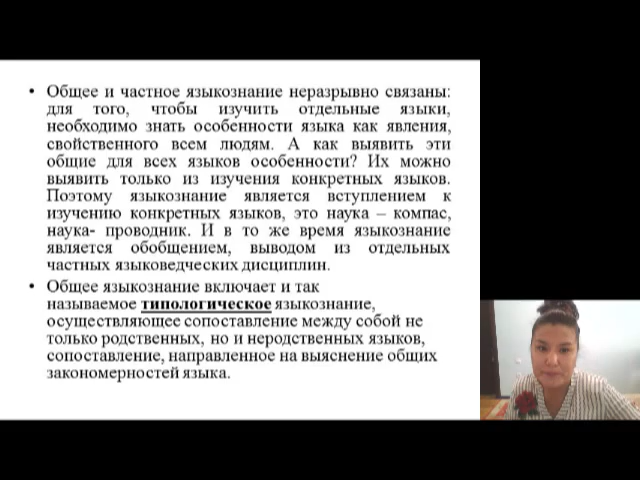 • Общее и частное языкознание неразрывно связаны:
для того, чтобы изучить отдельные языки,
необходимо знать особенности языка как явления,
свойственного всем людям. А как выявить эти
общие для всех языков особенности? Их можно
выявить только из изучения конкретных языков.
Поэтому языкознание является вступлением к
изучению конкретных языков, это наука – компас,
наука- проводник. И в то же время языкознание
является обобщением, выводом из отдельных
частных языковедческих дисциплин.
• Общее языкознание включает и так
называемое типологическое языкознание,
осуществляющее сопоставление между собой не
только родственных, но и неродственных языков,
сопоставление, направленное на выяснение общих
закономерностей языка.